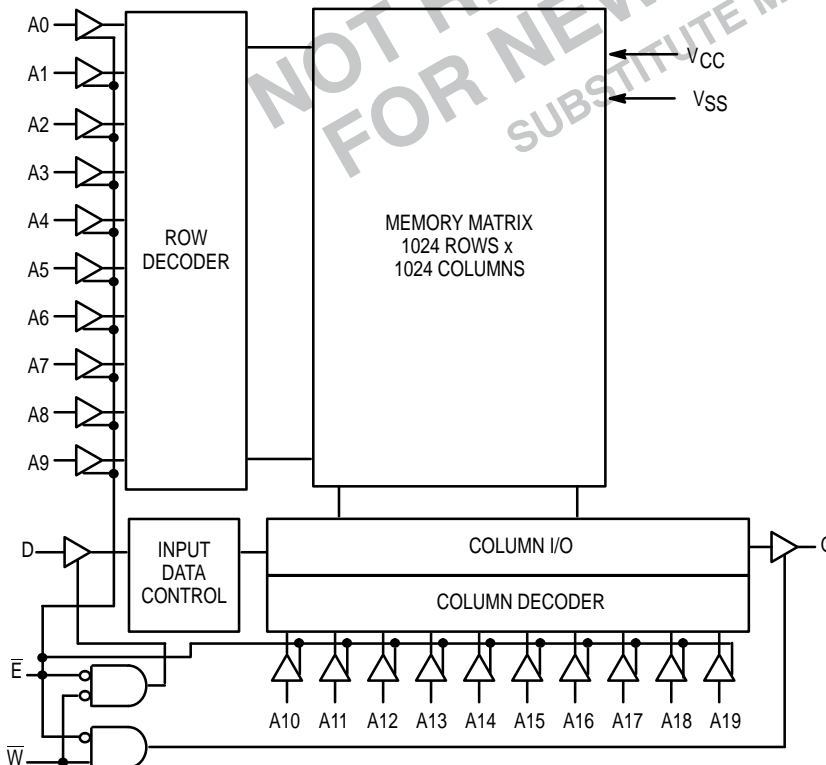 NOT R
FOR NEW
SUBSTITUTE M
A0
A1
A2
A3
A4
A5
A6
A7
A8
A9
ROW
DECODER
MEMORY MATRIX
1024 ROWS x
1024 COLUMNS
VCC
VSS
D
INPUT
DATA
CONTROL
COLUMN I/O
COLUMN DECODER
E̅
W̅
A10 A11 A12 A13 A14 A15 A16 A17 A18 A19